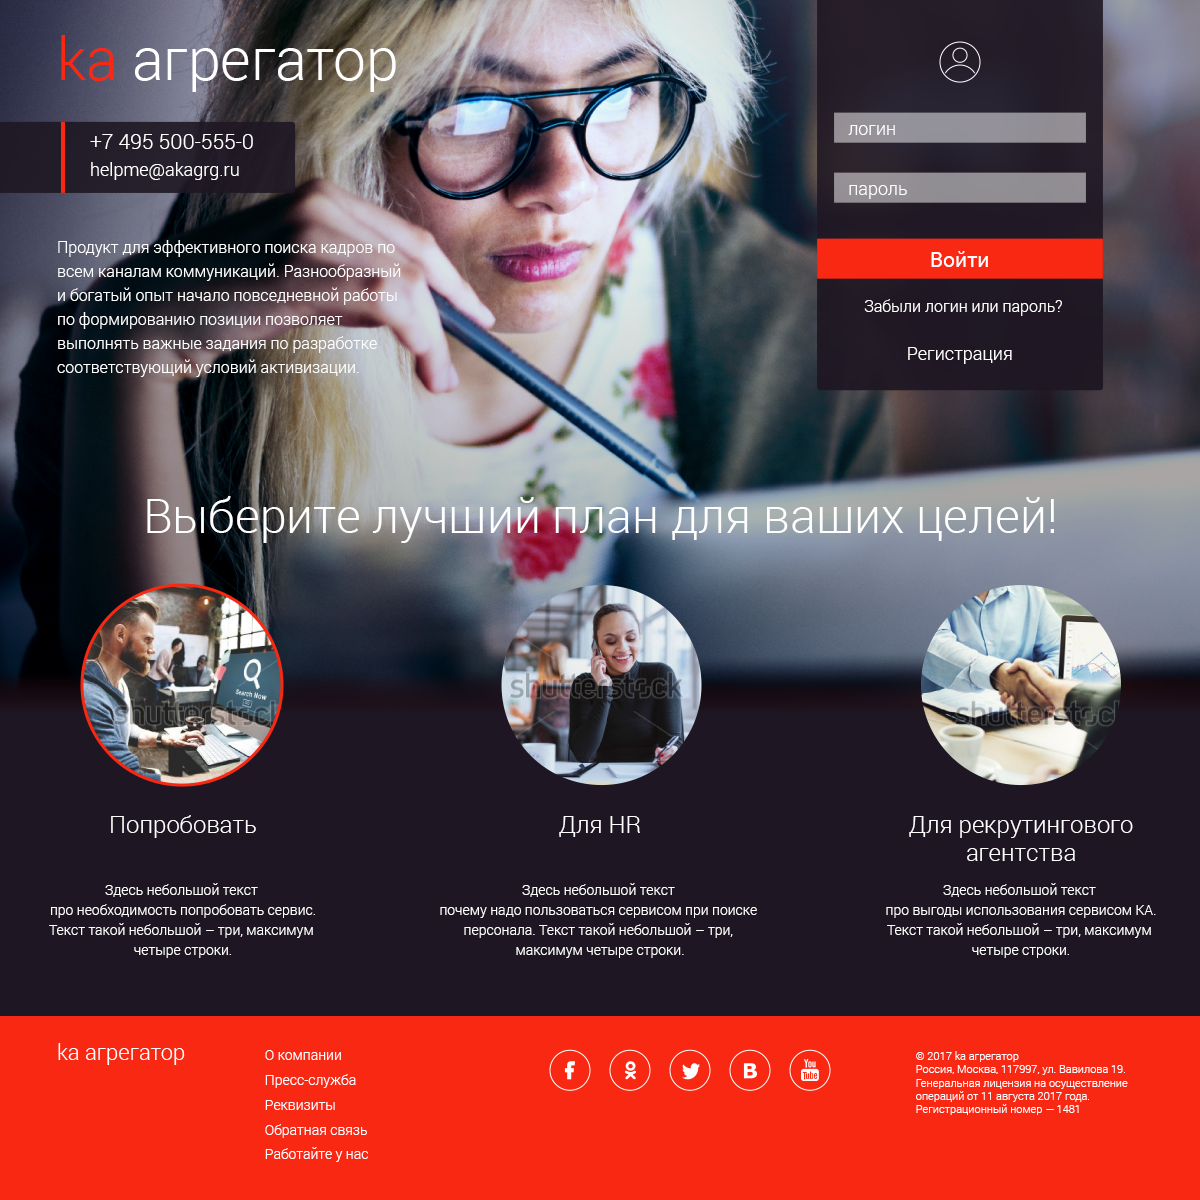 ka агрегатор
+7 495 500-555-0
helpme@akagrg.ru
Продукт для эффективного поиска кадров по
всем каналам коммуникаций. Разнообразный
и богатый опыт начало повседневной работы
по формированию позиции позволяет
выполнять важные задания по разработке
соответствующий условий активизации.
логин
пароль
Войти
Забыли логин или пароль?
Регистрация
Выберите лучший план для ваших целей!
Search Now
shutterstock
shutterstock
shutterstock
Попробовать
Здесь небольшой текст
про необходимость попробовать сервис.
Текст такой небольшой – три, максимум
четыре строки.
Для HR
Здесь небольшой текст
почему надо пользоваться сервисом при поиске
персонала. Текст такой небольшой – три,
максимум четыре строки.
Для рекрутингового
агентства
Здесь небольшой текст
про выгоды использования сервисом КА.
Текст такой небольшой – три, максимум
четыре строки.
ka агрегатор
О компании
Пресс-служба
Реквизиты
Обратная связь
Работайте у нас
You
Tube
© 2017 ka агрегатор
Россия, Москва, 117997, ул. Вавилова 19.
Генеральная лицензия на осуществление
операций от 11 августа 2017 года.
Регистрационный номер — 1481